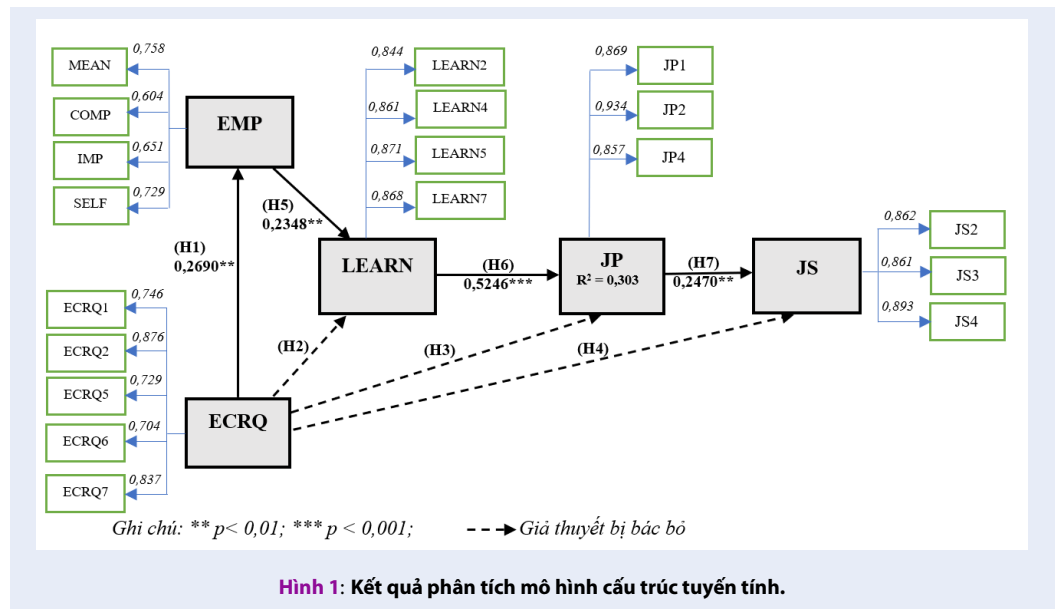 0,758
MEAN
0,604
COMP
0,651
IMP
0,729
SELF
EMP
0,844
LEARN2
0,861
LEARN4
0,871
LEARN5
0,868
LEARN7
0,869
JP1
0,934
JP2
0,857
JP4
(H5)
0,2348**
(H1)
0,2690**
LEARN
(H6)
0,5246***
JP
R² = 0,303
(H7)
0,2470**
JS
0,862
JS2
0,861
JS3
0,893
JS4
0,746
ECRQ1
0,876
ECRQ2
0,729
ECRQ5
0,704
ECRQ6
0,837
ECRQ7
ECRQ
(H2)
(H3)
(H4)
Ghi chú: ** p< 0,01; *** p < 0,001; Giả thuyết bị bác bỏ
Hình 1: Kết quả phân tích mô hình cấu trúc tuyến tính.